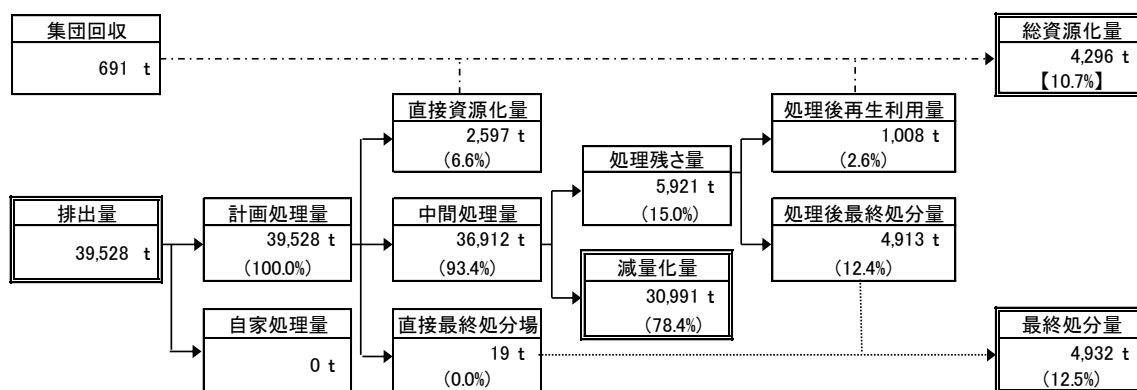 集団回収
691 t
総資源化量
4,296 t
【10.7%】
直接資源化量
2,597 t
(6.6%)
処理後再生利用量
1,008 t
(2.6%)
処理残さ量
5,921 t
(15.0%)
排出量
39,528 t
計画処理量
39,528 t
(100.0%)
中間処理量
36,912 t
(93.4%)
処理後最終処分量
4,913 t
(12.4%)
減量化量
30,991 t
(78.4%)
自家処理量
0 t
直接最終処分場
19 t
(0.0%)
最終処分量
4,932 t
(12.5%)